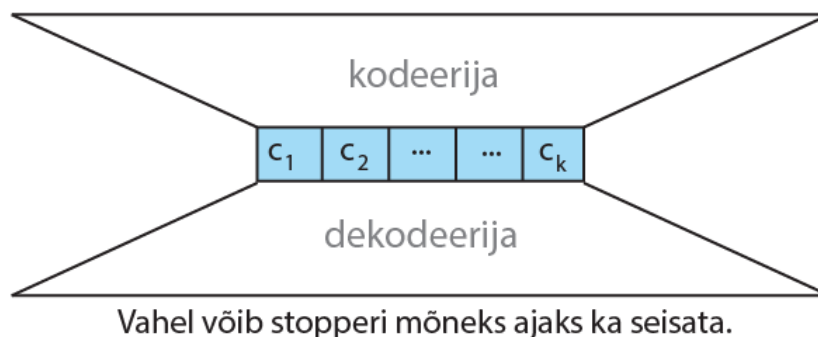 kodeerija
c1 c2 ... ... ck
dekodeerija
Vahel võib stopperi mõneks ajaks ka seisata.